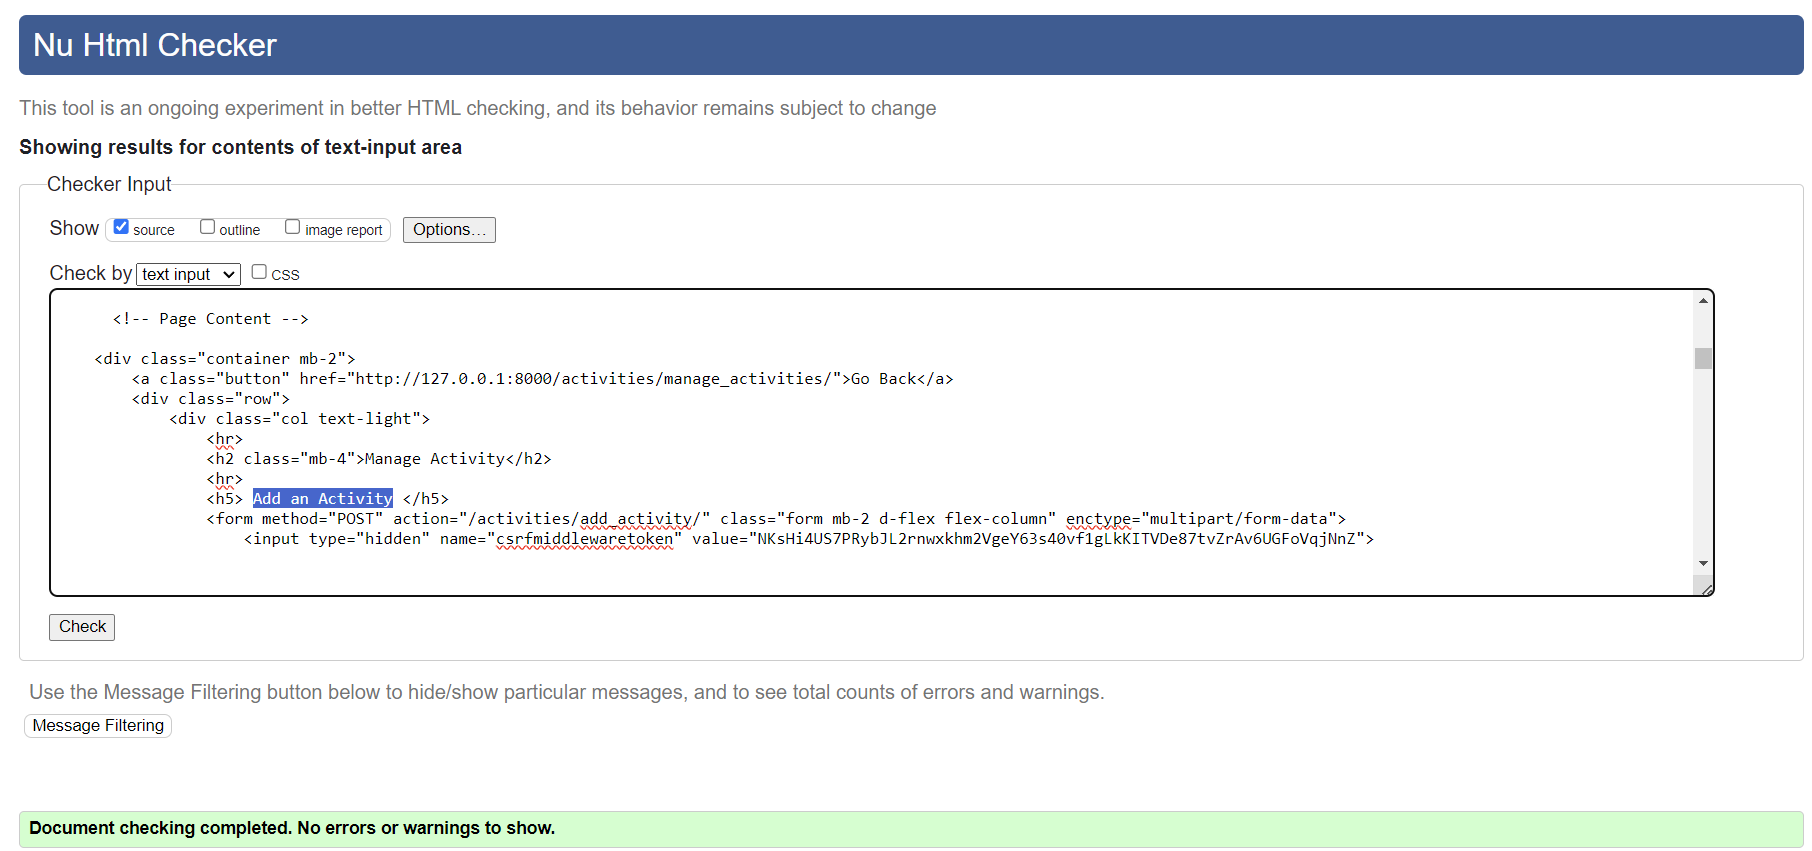 Nu Html Checker
This tool is an ongoing experiment in better HTML checking, and its behavior remains subject to change
Showing results for contents of text-input area
Checker Input
Show source outline image report Options...
Check by text input CSS
<!-- Page Content -->
<div class="container mb-2">
<a class="button" href="http://127.0.0.1:8000/activities/manage_activities/">Go Back</a>
<div class="row">
<div class="col text-light">
<hr>
<h2 class="mb-4">Manage Activity</h2>
<hr>
<h5> Add an Activity </h5>
<form method="POST" action="/activities/add_activity/" class="form mb-2 d-flex flex-column" enctype="multipart/form-data">
<input type="hidden" name="csrfmiddlewaretoken" value="NKsHi4US7PRybJL2rnwxkhm2VgeY63s40vf1gLkKITVDe87tvZrAv6UGFoVqjNnZ">
Check
Use the Message Filtering button below to hide/show particular messages, and to see total counts of errors and warnings.
Message Filtering
Document checking completed. No errors or warnings to show.